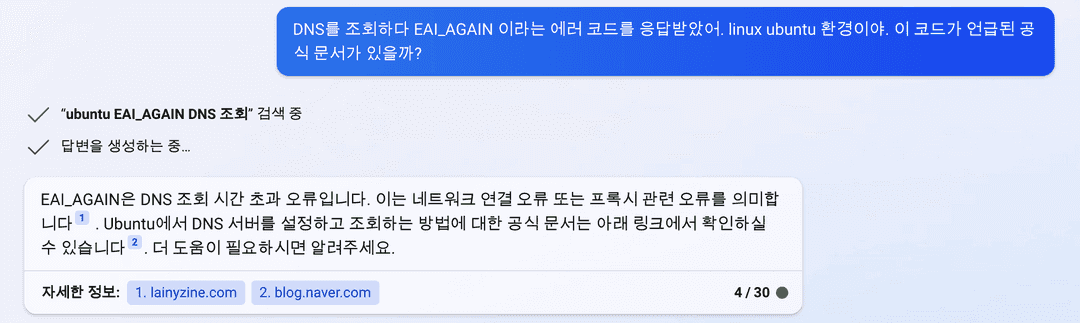 DNS를 조회하다 EAI_AGAIN 이라는 에러 코드를 응답받았어. linux ubuntu 환경이야. 이 코드가 언급된 공
식 문서가 있을까?
“ubuntu EAI_AGAIN DNS 조회” 검색 중
답변을 생성하는 중...
EAI_AGAIN은 DNS 조회 시간 초과 오류입니다. 이는 네트워크 연결 오류 또는 프록시 관련 오류를 의미합
니다 1 . Ubuntu에서 DNS 서버를 설정하고 조회하는 방법에 대한 공식 문서는 아래 링크에서 확인하실
수 있습니다 2 . 더 도움이 필요하시면 알려주세요.
자세한 정보: 1. lainyzine.com 2. blog.naver.com 4 / 30